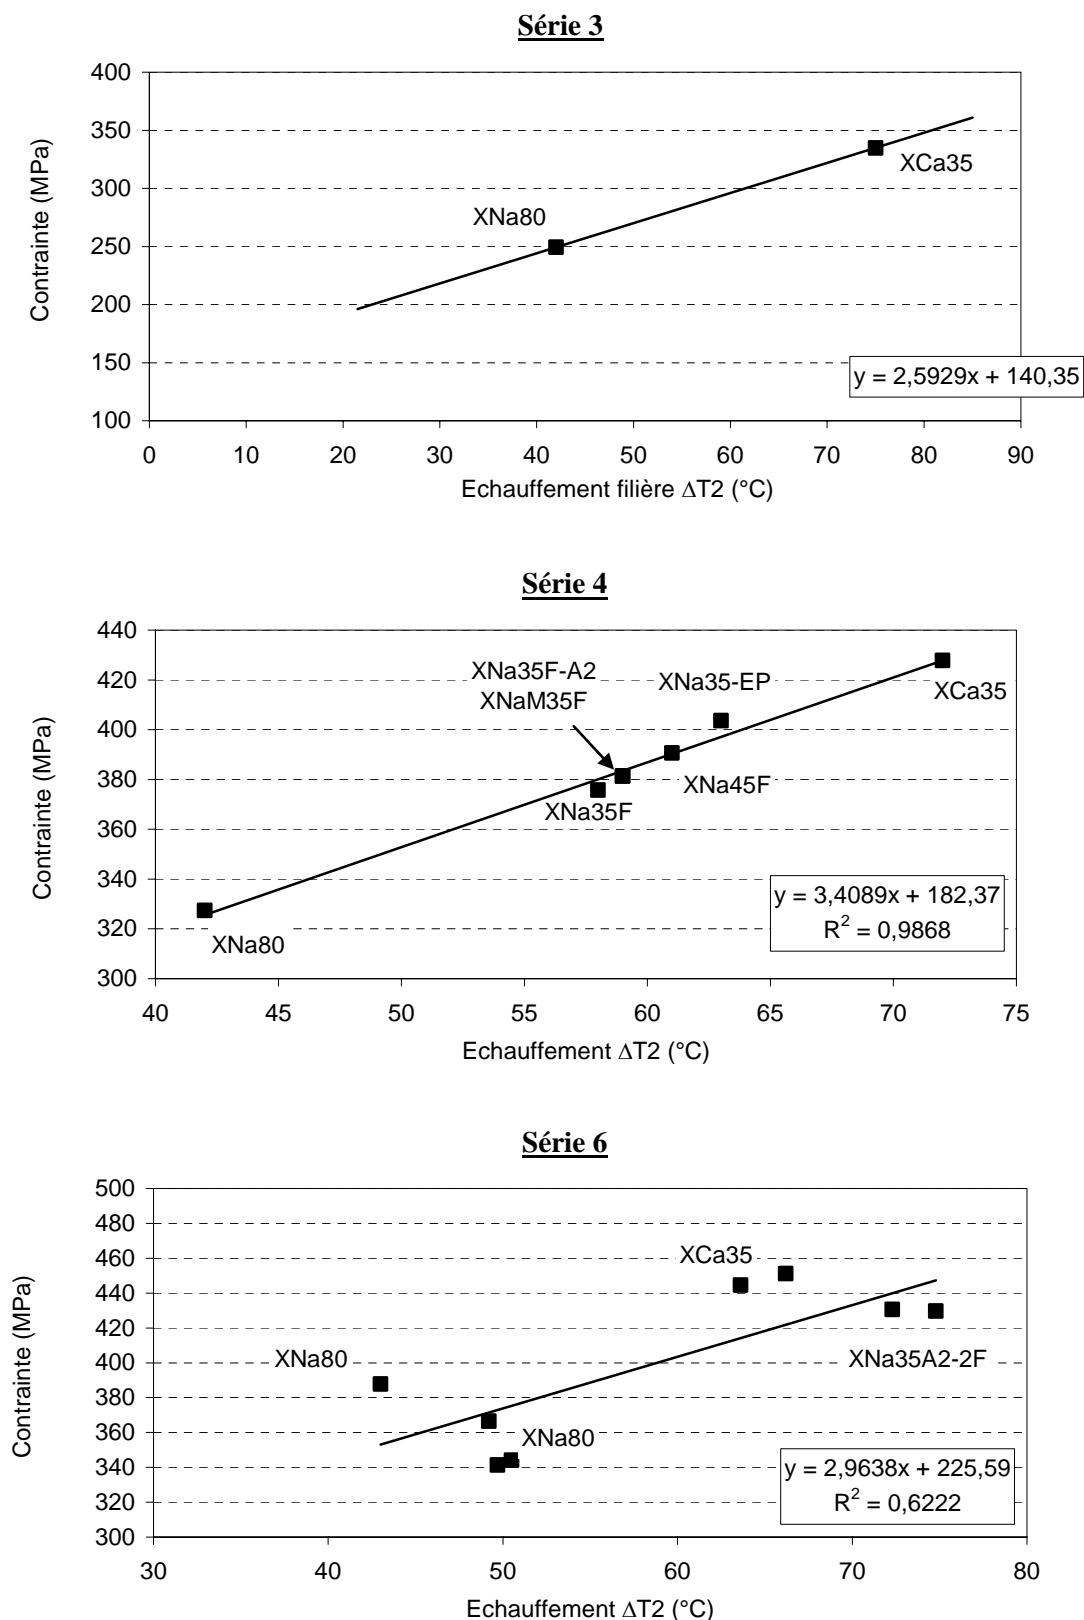 Série 3
400
350
300
250
200
150
100
Contrainte (MPa)
XNa80
XCa35
y = 2,5929x + 140,35
0 10 20 30 40 50 60 70 80 90
Echauffement filière ∆T2 (°C)
Série 4
440
420
400
380
360
340
320
300
Contrainte (MPa)
XNa35F-A2
XNaM35F
XNa35-EP
XCa35
XNa45F
XNa35F
XNa80
y = 3,4089x + 182,37
R² = 0,9868
40 45 50 55 60 65 70 75
Echauffement ∆T2 (°C)
Série 6
500
480
460
440
420
400
380
360
340
320
300
Contrainte (MPa)
XCa35
XNa80
XNa35A2-2F
XNa80
y = 2,9638x + 225,59
R² = 0,6222
30 40 50 60 70 80
Echauffement ∆T2 (°C)